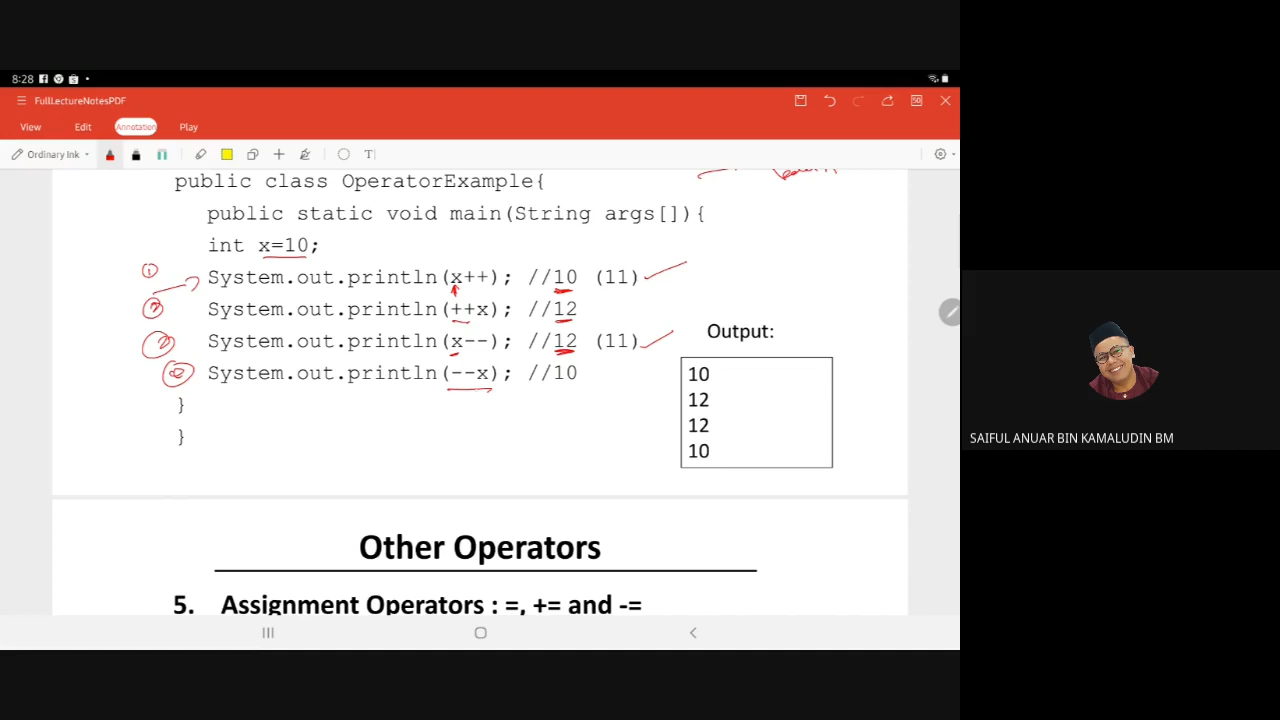 8:28
FullLectureNotesPDF
View Edit Annotation Play
Ordinary Ink
50
public class OperatorExample{
public static void main(String args[]){
int x=10;
System.out.println(x++); //10 (11)
System.out.println(++x); //12
System.out.println(x--); //12 (11)
System.out.println(--x); //10
}
}
Output:
10
12
12
10
Other Operators
5. Assignment Operators : =, += and -=
SAIFUL ANUAR BIN KAMALUDIN BM